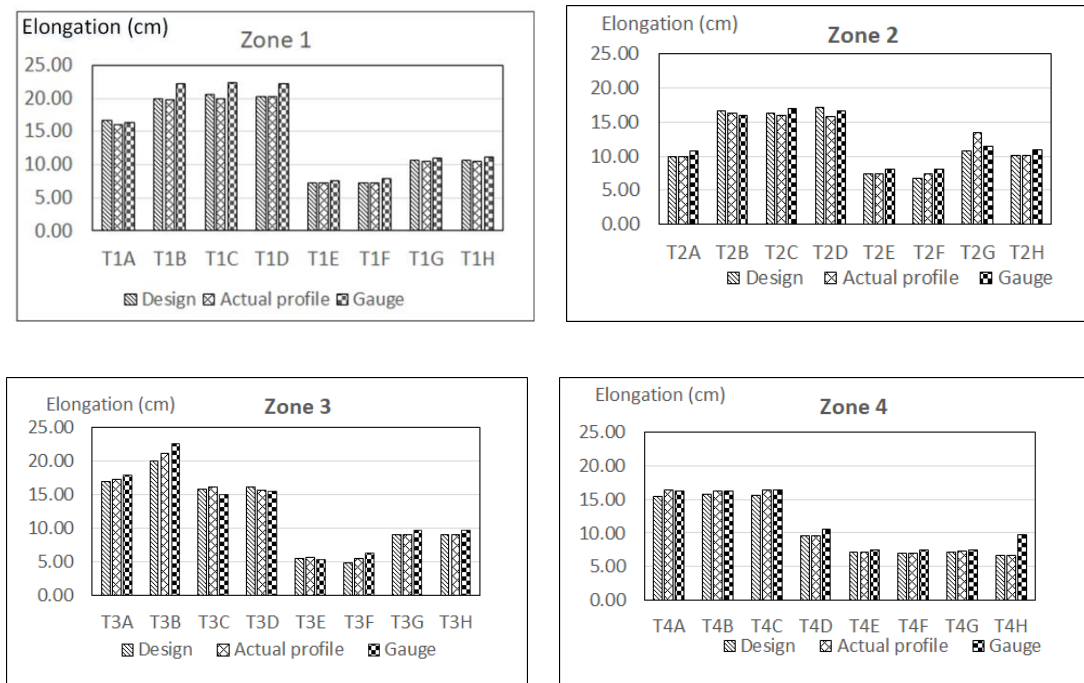 Elongation (cm)
Zone 1
25.00
20.00
15.00
10.00
5.00
0.00
T1A T1B T1C T1D T1E T1F T1G T1H
Design Actual profile Gauge
Elongation (cm)
Zone 2
25.00
20.00
15.00
10.00
5.00
0.00
T2A T2B T2C T2D T2E T2F T2G T2H
Design Actual profile Gauge
Elongation (cm)
Zone 3
25.00
20.00
15.00
10.00
5.00
0.00
T3A T3B T3C T3D T3E T3F T3G T3H
Design Actual profile Gauge
Elongation (cm)
Zone 4
25.00
20.00
15.00
10.00
5.00
0.00
T4A T4B T4C T4D T4E T4F T4G T4H
Design Actual profile Gauge